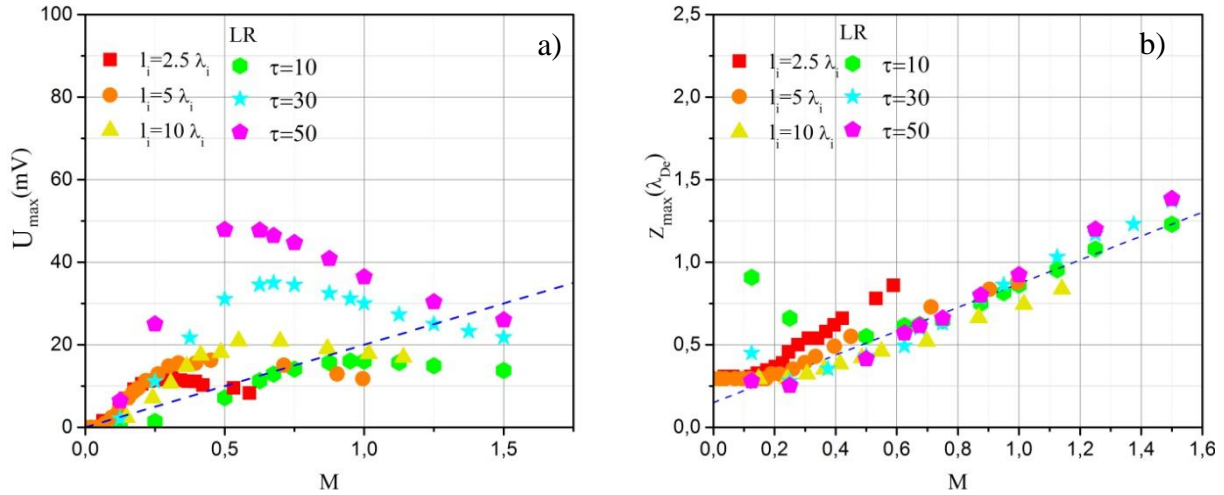 a)
LR
l_i=2.5 λ_i
l_i=5 λ_i
l_i=10 λ_i
τ=10
τ=30
τ=50
U_max(mV)
100
80
60
40
20
0
0,0 0,5 1,0 1,5
M
b)
LR
l_i=2.5 λ_i
l_i=5 λ_i
l_i=10 λ_i
τ=10
τ=30
τ=50
Z_max(λ_De)
2,5
2,0
1,5
1,0
0,5
0,0
0,0 0,2 0,4 0,6 0,8 1,0 1,2 1,4 1,6
M